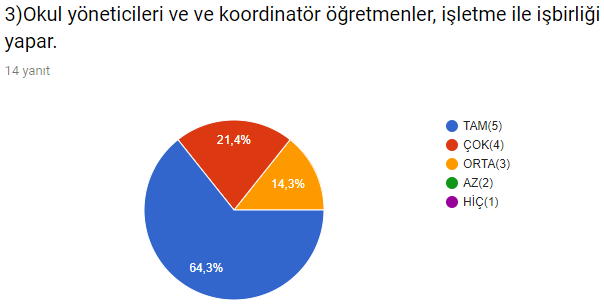 3)Okul yöneticileri ve ve koordinatör öğretmenler, işletme ile işbirliği
yapar.
14 yanıt
21,4%
14,3%
64,3%
TAM(5)
ÇOK(4)
ORTA(3)
AZ(2)
HİÇ(1)